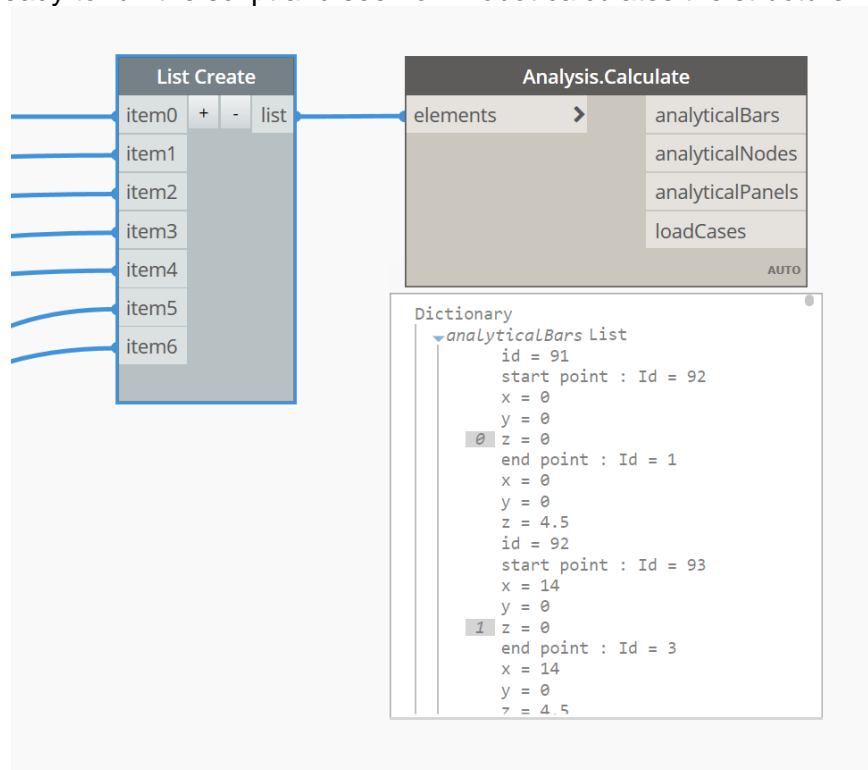 List Create
item0 + - list
item1
item2
item3
item4
item5
item6
Analysis.Calculate
elements > analyticalBars
analyticalNodes
analyticalPanels
loadCases
AUTO
Dictionary
analyticalBars List
id = 91
start point : Id = 92
x = 0
y = 0
0 z = 0
end point : Id = 1
x = 0
y = 0
z = 4.5
id = 92
start point : Id = 93
x = 14
y = 0
1 z = 0
end point : Id = 3
x = 14
y = 0
z = 4.5